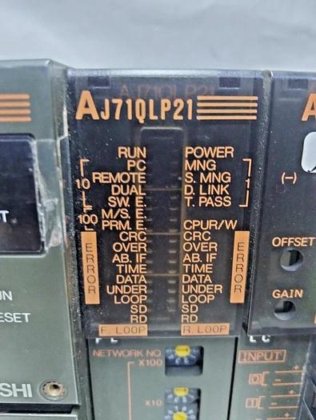 AJ71QLP21
RUN POWER
PC MNG
REMOTE S. MNG
10 DUAL D. LINK 1
SW. E. T. PASS
M/S. E.
100 PRM. E. CPUR/W
CRC CRC
OVER OVER
AB. IF AB. IF
TIME TIME
DATA DATA
UNDER UNDER
LOOP LOOP
SD SD
RD RD
ERROR ERROR
F. LOOP R. LOOP
NETWORK NO
X100
X10
A
(-)
OFFSET
GAIN
INPUT
ESET
SHI